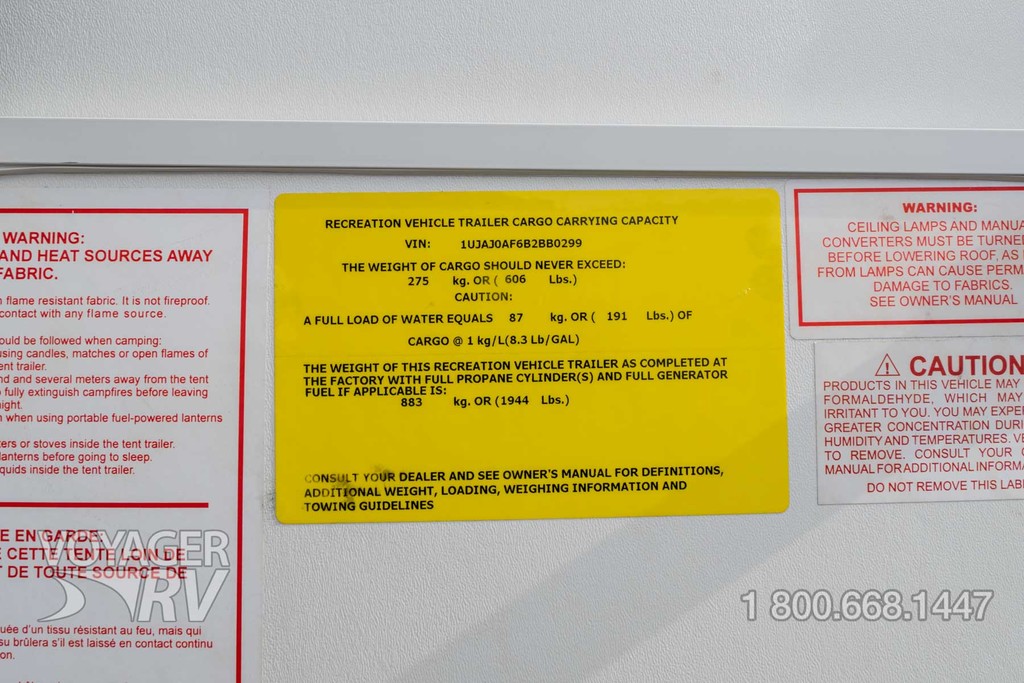 WARNING:
AND HEAT SOURCES AWAY
FABRIC.
flame resistant fabric. It is not fireproof.
contact with any flame source.
ould be followed when camping:
using candles, matches or open flames of
ent trailer.
nd and several meters away from the tent
fully extinguish campfires before leaving
night.
when using portable fuel-powered lanterns
ers or stoves inside the tent trailer.
lanterns before going to sleep.
quids inside the tent trailer.
E EN GARDE:
E CETTE TENTE LOIN DE
T DE TOUTE SOURCE DE
uée d'un tissu résistant au feu, mais qui
su brûlera s'il est laissé en contact continu
on.
VOYAGER
RV
RECREATION VEHICLE TRAILER CARGO CARRYING CAPACITY
VIN: 1UJAJ0AF6B2BB0299
THE WEIGHT OF CARGO SHOULD NEVER EXCEED:
275 kg. OR ( 606 Lbs.)
CAUTION:
A FULL LOAD OF WATER EQUALS 87 kg. OR ( 191 Lbs.) OF
CARGO @ 1 kg/L(8.3 Lb/GAL)
THE WEIGHT OF THIS RECREATION VEHICLE TRAILER AS COMPLETED AT
THE FACTORY WITH FULL PROPANE CYLINDER(S) AND FULL GENERATOR
FUEL IF APPLICABLE IS:
883 kg. OR (1944 Lbs.)
CONSULT YOUR DEALER AND SEE OWNER'S MANUAL FOR DEFINITIONS,
ADDITIONAL WEIGHT, LOADING, WEIGHING INFORMATION AND
TOWING GUIDELINES
WARNING:
CEILING LAMPS AND MANUA
CONVERTERS MUST BE TURNE
BEFORE LOWERING ROOF, AS
FROM LAMPS CAN CAUSE PERM
DAMAGE TO FABRICS.
SEE OWNER'S MANUAL
CAUTION
PRODUCTS IN THIS VEHICLE MAY
FORMALDEHYDE, WHICH MAY
IRRITANT TO YOU. YOU MAY EXPE
GREATER CONCENTRATION DURI
HUMIDITY AND TEMPERATURES. VE
TO REMOVE. CONSULT YOUR
MANUAL FOR ADDITIONAL INFORMA
DO NOT REMOVE THIS LABE
1 800.668.1447